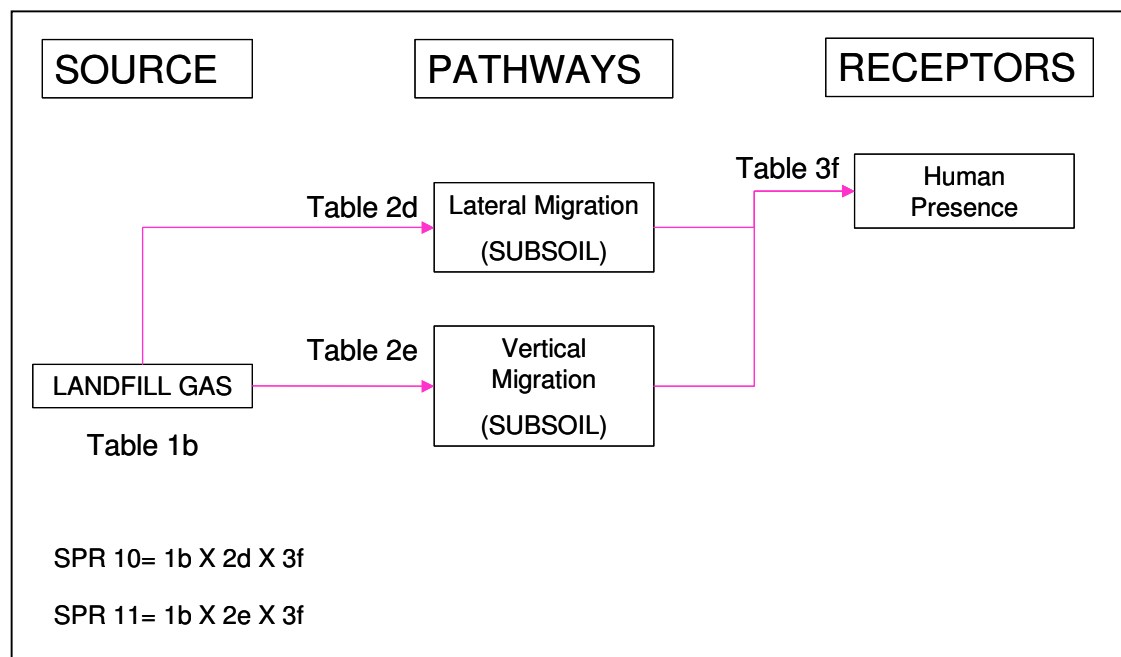 SOURCE
PATHWAYS
RECEPTORS
Table 3f
Human
Presence
Table 2d
Lateral Migration
(SUBSOIL)
Table 2e
Vertical
Migration
(SUBSOIL)
LANDFILL GAS
Table 1b
SPR 10= 1b X 2d X 3f
SPR 11= 1b X 2e X 3f